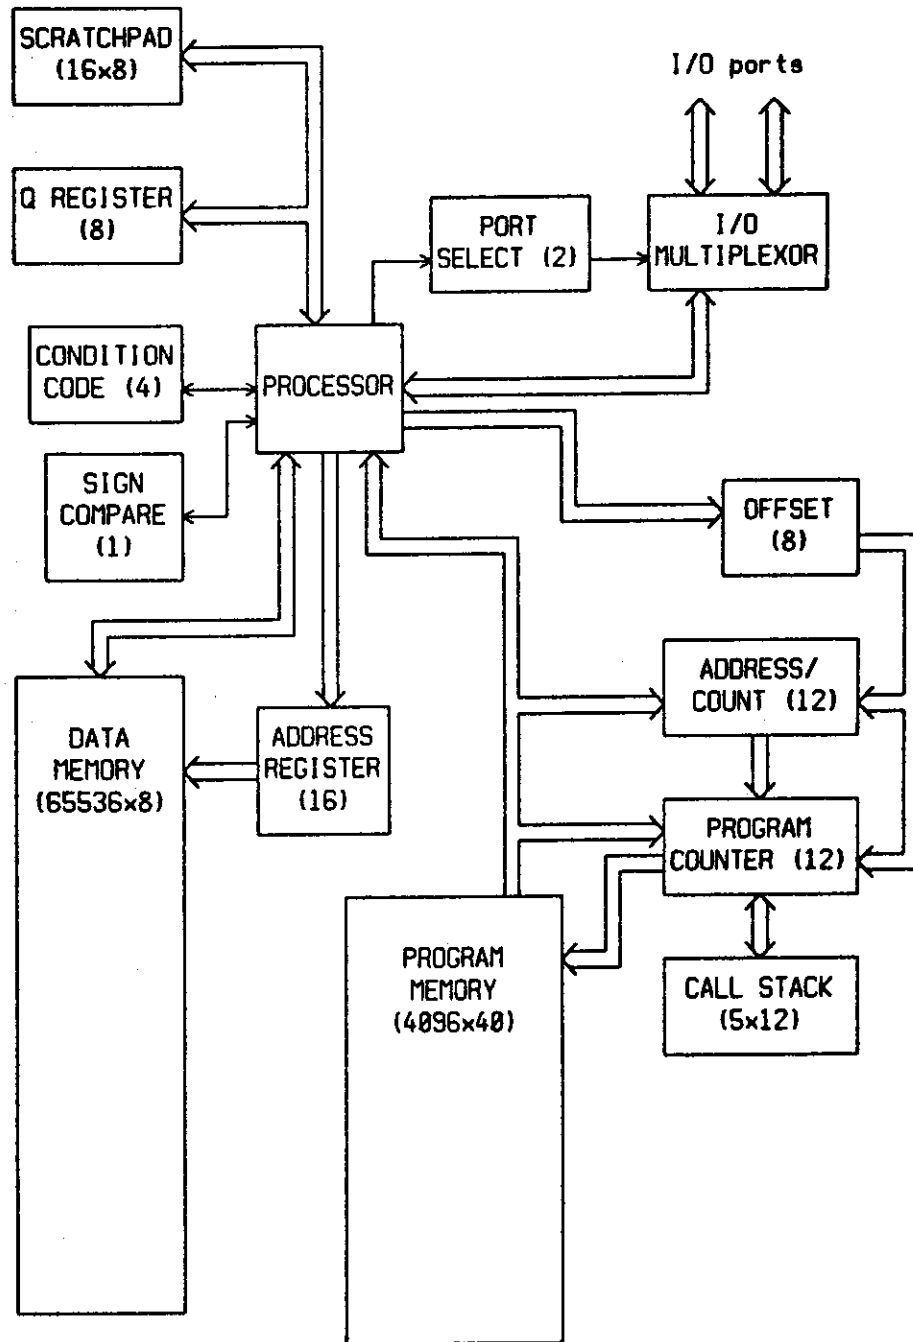 SCRATCHPAD
(16x8)
I/O ports
Q REGISTER
(8)
PORT
SELECT (2)
I/O
MULTIPLEXOR
CONDITION
CODE (4)
PROCESSOR
SIGN
COMPARE
(1)
OFFSET
(8)
ADDRESS/
COUNT (12)
DATA
MEMORY
(65536x8)
ADDRESS
REGISTER
(16)
PROGRAM
COUNTER (12)
PROGRAM
MEMORY
(4096x40)
CALL STACK
(5x12)